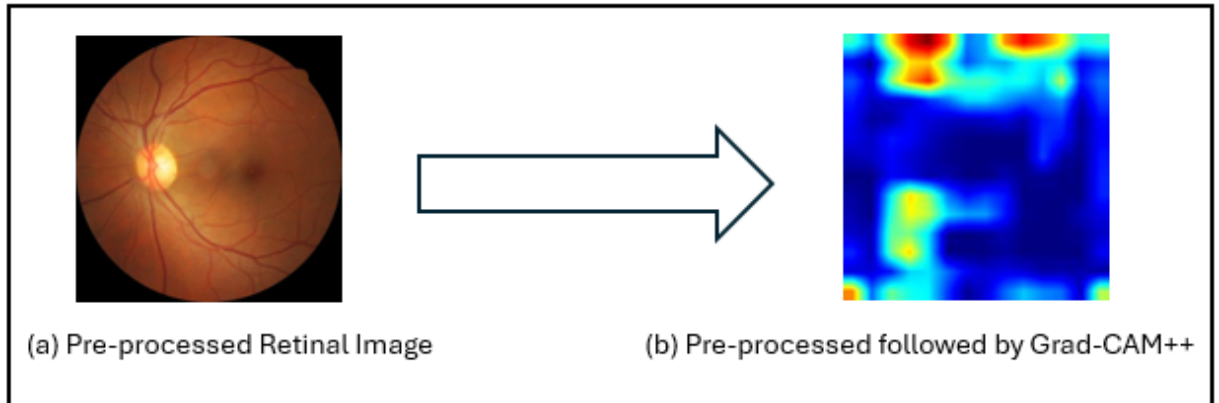 (a) Pre-processed Retinal Image
(b) Pre-processed followed by Grad-CAM++